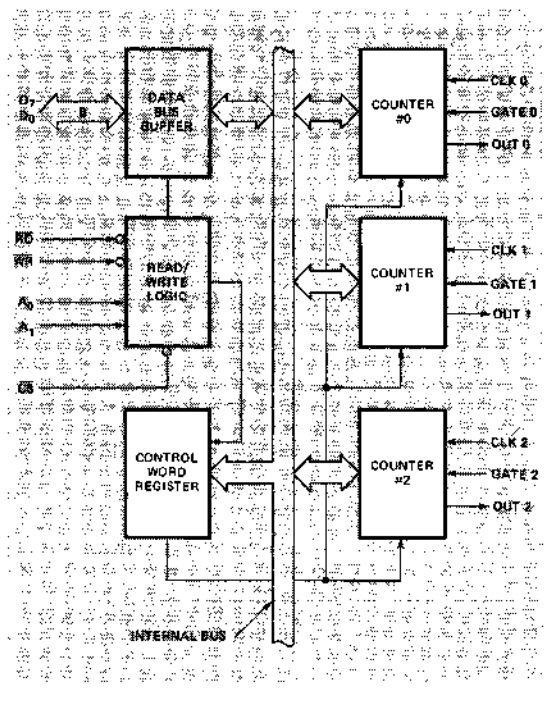 D7
D0
8
DATA
BUS
BUFFER
RD
WR
A0
A1
CS
READ/
WRITE
LOGIC
CONTROL
WORD
REGISTER
INTERNAL BUS
COUNTER
#0
CLK 0
GATE 0
OUT 0
COUNTER
#1
CLK 1
GATE 1
OUT 1
COUNTER
#2
CLK 2
GATE 2
OUT 2